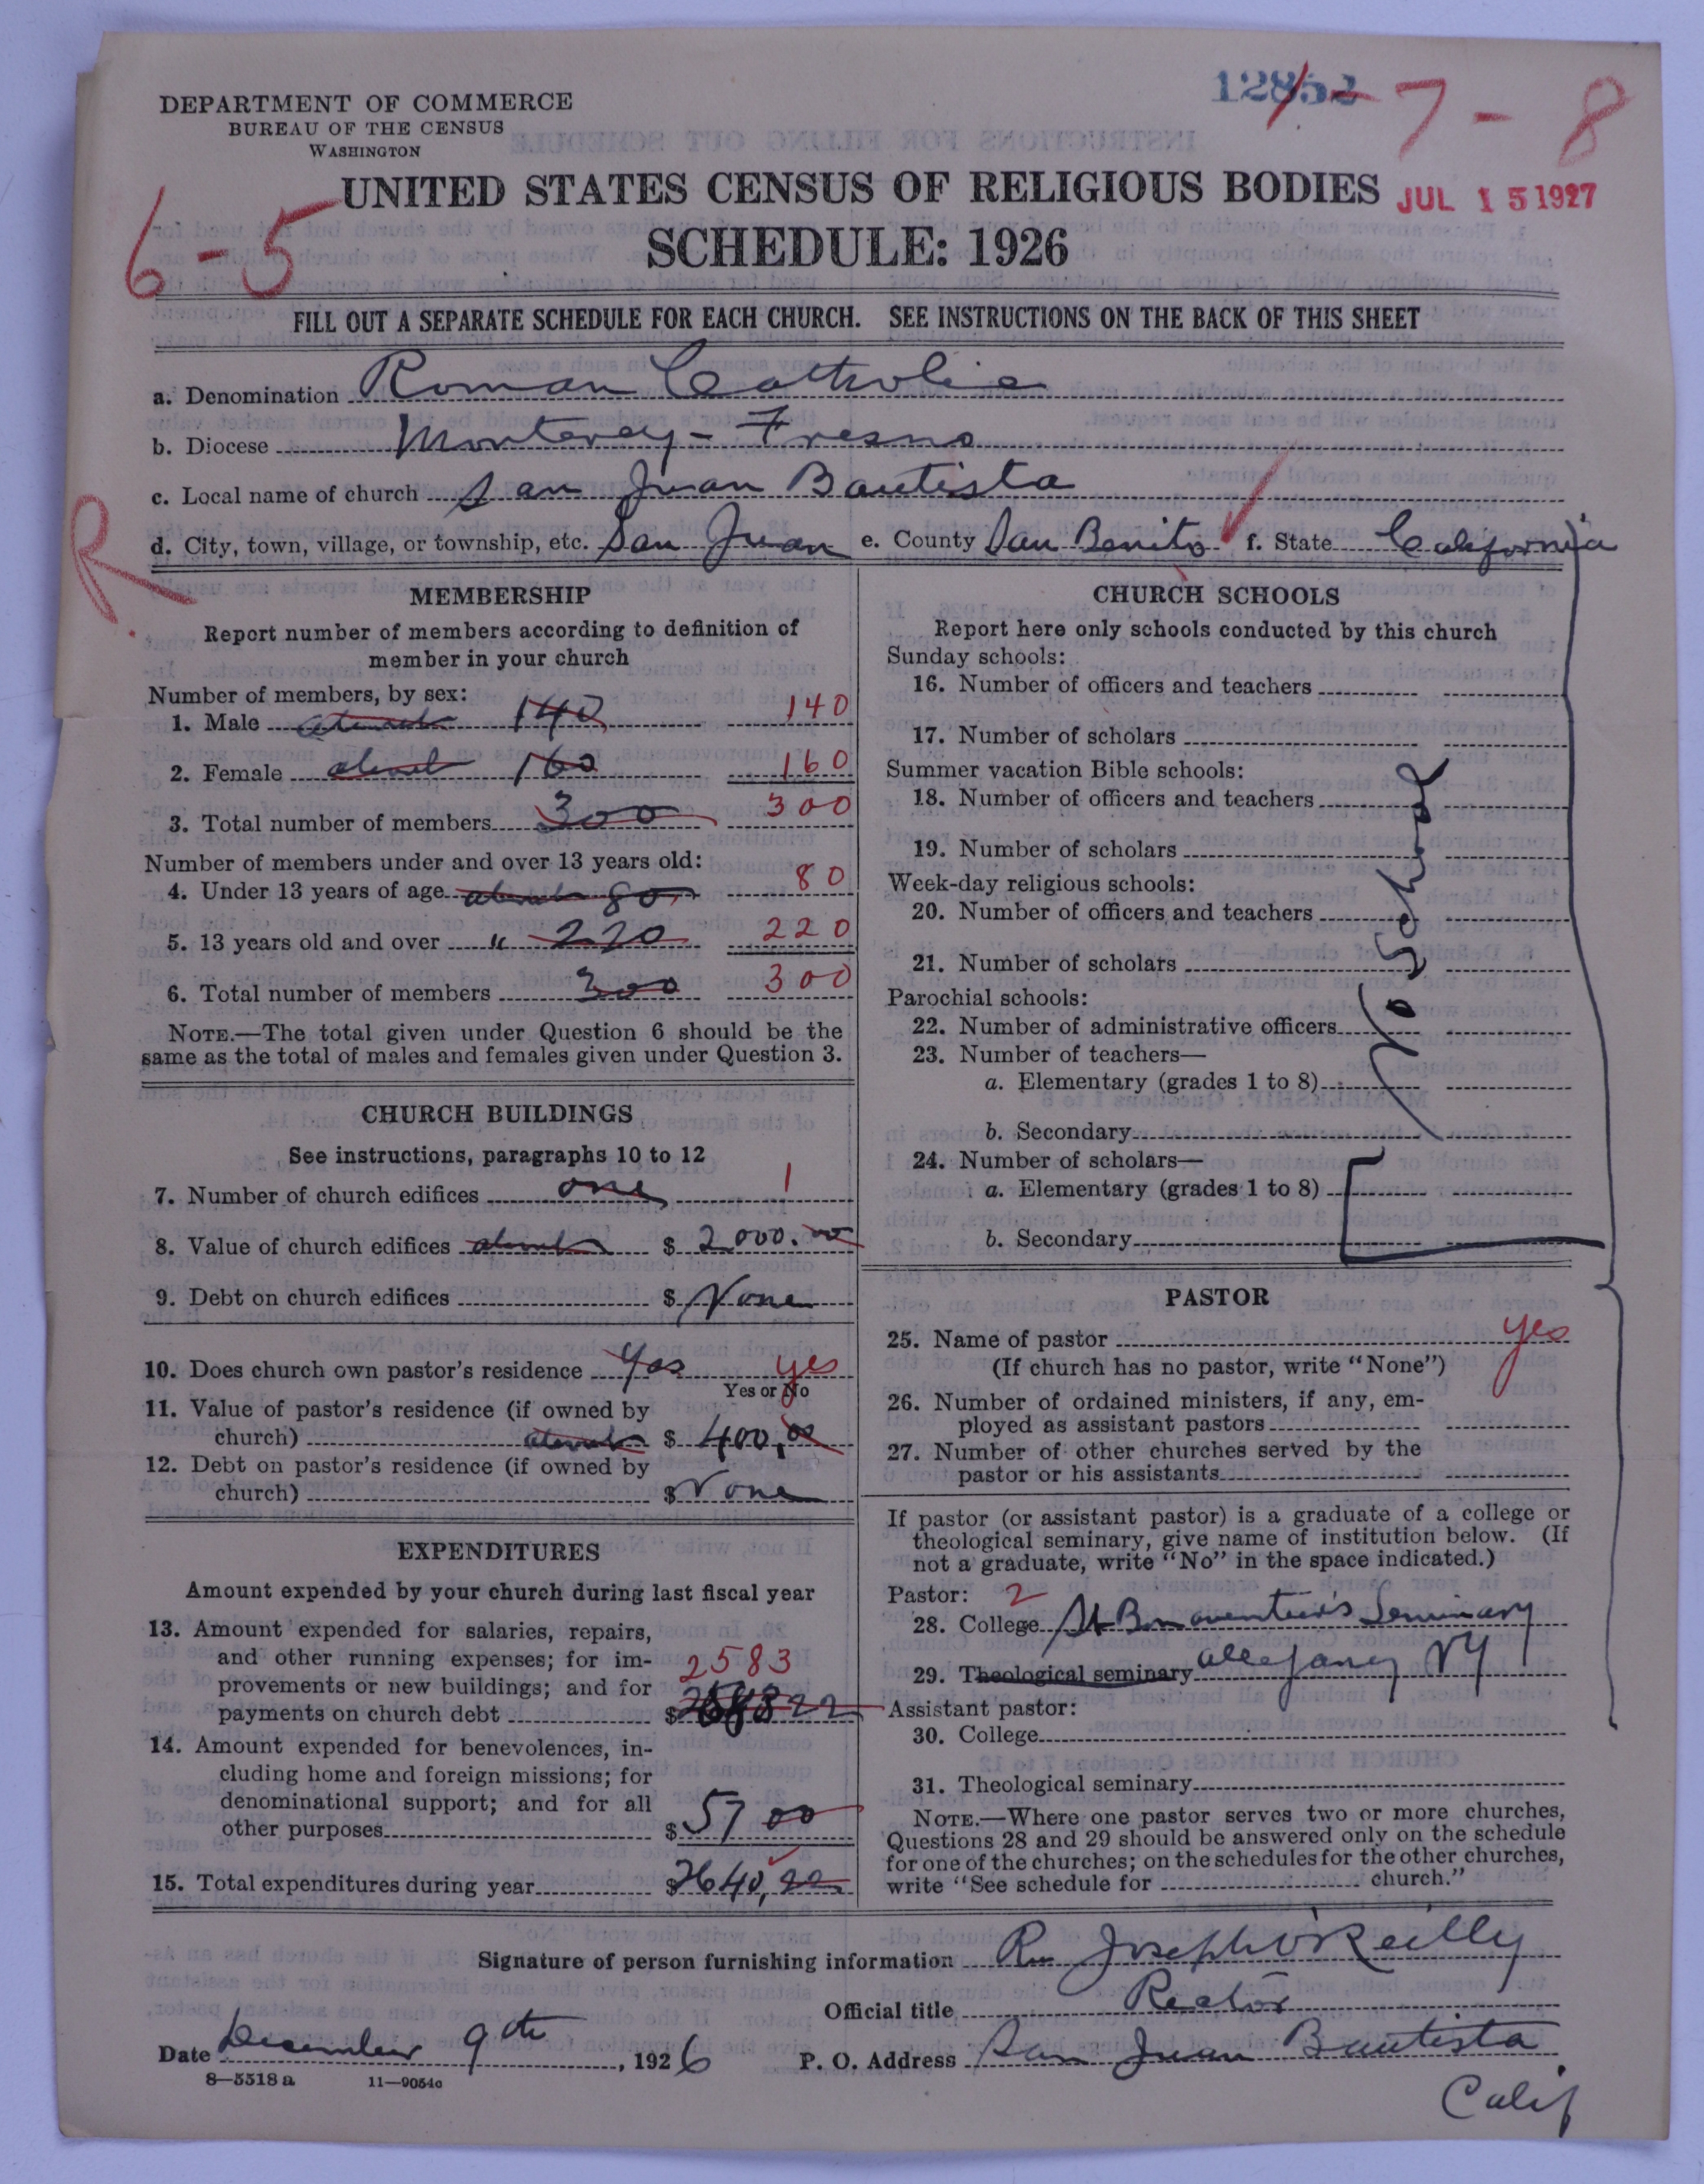 12852 7-8
DEPARTMENT OF COMMERCE
BUREAU OF THE CENSUS
WASHINGTON
6-5
UNITED STATES CENSUS OF RELIGIOUS BODIES
JUL 15 1927
SCHEDULE: 1926
FILL OUT A SEPARATE SCHEDULE FOR EACH CHURCH. SEE INSTRUCTIONS ON THE BACK OF THIS SHEET
a. Denomination Roman Catholic
b. Diocese Monterey-Fresno
c. Local name of church San Juan Bautista
d. City, town, village, or township, etc. San Juan e. County San Benito f. State California
R.
MEMBERSHIP
Report number of members according to definition of
member in your church
Number of members, by sex:
1. Male about 140 140
2. Female about 160 160
3. Total number of members 300 300
Number of members under and over 13 years old:
4. Under 13 years of age about 80 80
5. 13 years old and over " 220 220
6. Total number of members 300 300
NOTE.—The total given under Question 6 should be the
same as the total of males and females given under Question 3.
CHURCH BUILDINGS
See instructions, paragraphs 10 to 12
7. Number of church edifices one 1
8. Value of church edifices about $ 2000.00
9. Debt on church edifices $ None
10. Does church own pastor's residence Yes yes
Yes or No
11. Value of pastor's residence (if owned by
church) about $ 400,00
12. Debt on pastor's residence (if owned by
church) $ None
EXPENDITURES
Amount expended by your church during last fiscal year
13. Amount expended for salaries, repairs,
and other running expenses; for im-
provements or new buildings; and for 2583
payments on church debt $ 2583 22
14. Amount expended for benevolences, in-
cluding home and foreign missions; for
denominational support; and for all
other purposes $ 57 00
15. Total expenditures during year $ 2640,22
CHURCH SCHOOLS
Report here only schools conducted by this church
Sunday schools:
16. Number of officers and teachers
17. Number of scholars
Summer vacation Bible schools:
18. Number of officers and teachers
19. Number of scholars
Week-day religious schools:
20. Number of officers and teachers
21. Number of scholars
Parochial schools:
22. Number of administrative officers
23. Number of teachers—
a. Elementary (grades 1 to 8)
b. Secondary
24. Number of scholars—
a. Elementary (grades 1 to 8)
b. Secondary
No School
PASTOR
25. Name of pastor yes
(If church has no pastor, write "None")
26. Number of ordained ministers, if any, em-
ployed as assistant pastors
27. Number of other churches served by the
pastor or his assistants
If pastor (or assistant pastor) is a graduate of a college or
theological seminary, give name of institution below. (If
not a graduate, write "No" in the space indicated.)
Pastor: 2
28. College St Bonaventure's Seminary
29. Theological seminary Allegany NY
Assistant pastor:
30. College
31. Theological seminary
NOTE.—Where one pastor serves two or more churches,
Questions 28 and 29 should be answered only on the schedule
for one of the churches; on the schedules for the other churches,
write "See schedule for church."
Signature of person furnishing information Rev Joseph O'Reilly
Official title Rector
Date December 9th, 1926 P. O. Address San Juan Bautista
Calif
8—5518a 11—9054c